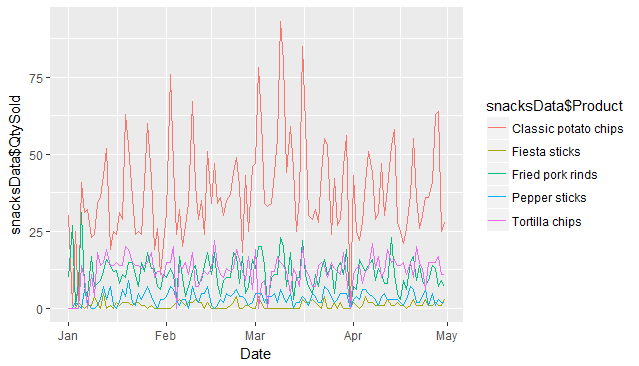 snacksData$QtySold
75
50
25
0
Jan Feb Mar Apr May
Date
snacksData$Product
Classic potato chips
Fiesta sticks
Fried pork rinds
Pepper sticks
Tortilla chips